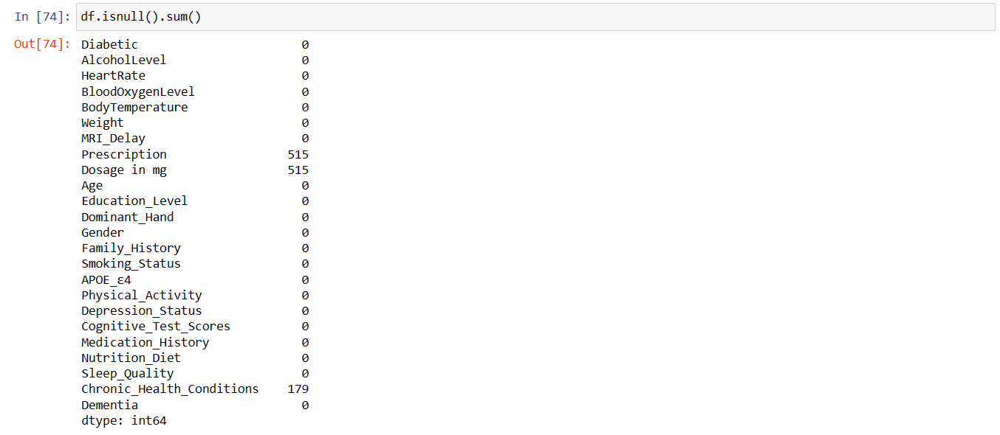 In [74]: df.isnull().sum()
Out[74]: Diabetic 0
AlcoholLevel 0
HeartRate 0
BloodOxygenLevel 0
BodyTemperature 0
Weight 0
MRI_Delay 0
Prescription 515
Dosage in mg 515
Age 0
Education_Level 0
Dominant_Hand 0
Gender 0
Family_History 0
Smoking_Status 0
APOE_ε4 0
Physical_Activity 0
Depression_Status 0
Cognitive_Test_Scores 0
Medication_History 0
Nutrition_Diet 0
Sleep_Quality 0
Chronic_Health_Conditions 179
Dementia 0
dtype: int64